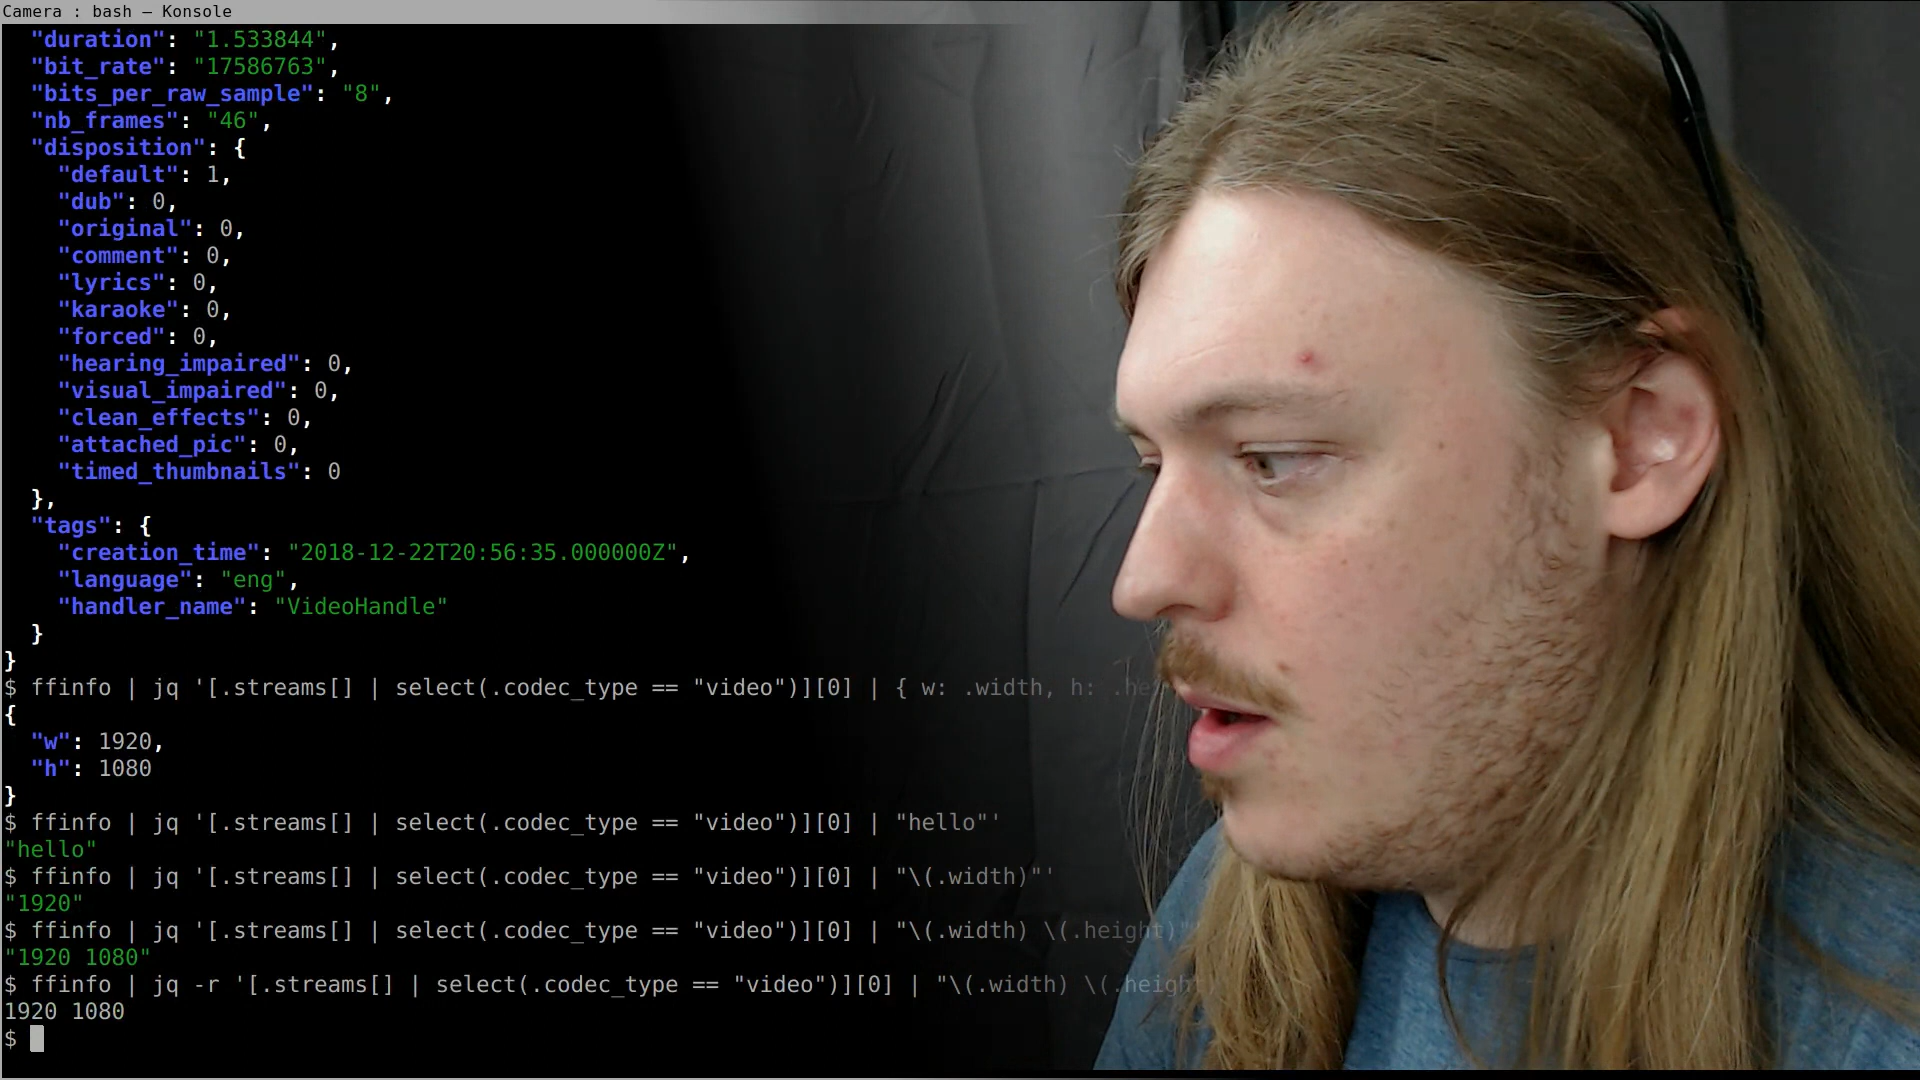 Camera : bash — Konsole
"duration": "1.533844",
"bit_rate": "17586763",
"bits_per_raw_sample": "8",
"nb_frames": "46",
"disposition": {
"default": 1,
"dub": 0,
"original": 0,
"comment": 0,
"lyrics": 0,
"karaoke": 0,
"forced": 0,
"hearing_impaired": 0,
"visual_impaired": 0,
"clean_effects": 0,
"attached_pic": 0,
"timed_thumbnails": 0
},
"tags": {
"creation_time": "2018-12-22T20:56:35.000000Z",
"language": "eng",
"handler_name": "VideoHandle"
}
}
$ ffinfo | jq '[.streams[] | select(.codec_type == "video")][0] | { w: .width, h:
{
"w": 1920,
"h": 1080
}
$ ffinfo | jq '[.streams[] | select(.codec_type == "video")][0] | "hello"'
"hello"
$ ffinfo | jq '[.streams[] | select(.codec_type == "video")][0] | "\(.width)"'
"1920"
$ ffinfo | jq '[.streams[] | select(.codec_type == "video")][0] | "\(.width) \(.height)"'
"1920 1080"
$ ffinfo | jq -r '[.streams[] | select(.codec_type == "video")][0] | "\(.width) \(.height)
1920 1080
$